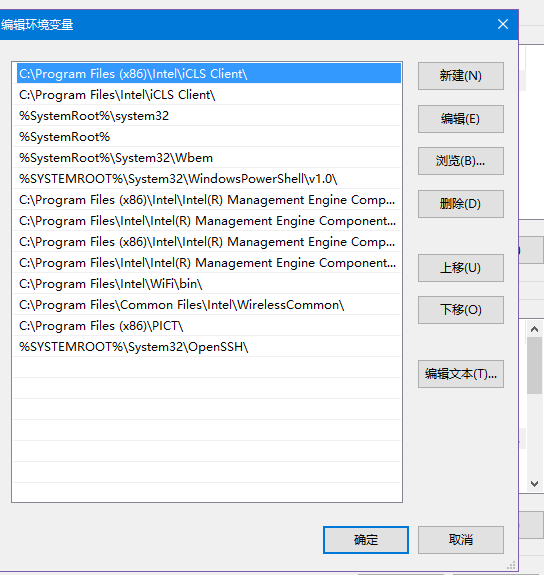 编辑环境变量
C:\Program Files (x86)\Intel\iCLS Client\
C:\Program Files\Intel\iCLS Client\
%SystemRoot%\system32
%SystemRoot%
%SystemRoot%\System32\Wbem
%SYSTEMROOT%\System32\WindowsPowerShell\v1.0\
C:\Program Files (x86)\Intel\Intel(R) Management Engine Comp...
C:\Program Files\Intel\Intel(R) Management Engine Component...
C:\Program Files (x86)\Intel\Intel(R) Management Engine Comp...
C:\Program Files\Intel\Intel(R) Management Engine Component...
C:\Program Files\Intel\WiFi\bin\
C:\Program Files\Common Files\Intel\WirelessCommon\
C:\Program Files (x86)\PICT\
%SYSTEMROOT%\System32\OpenSSH\
新建(N)
编辑(E)
浏览(B)...
删除(D)
上移(U)
下移(O)
编辑文本(T)...
确定
取消